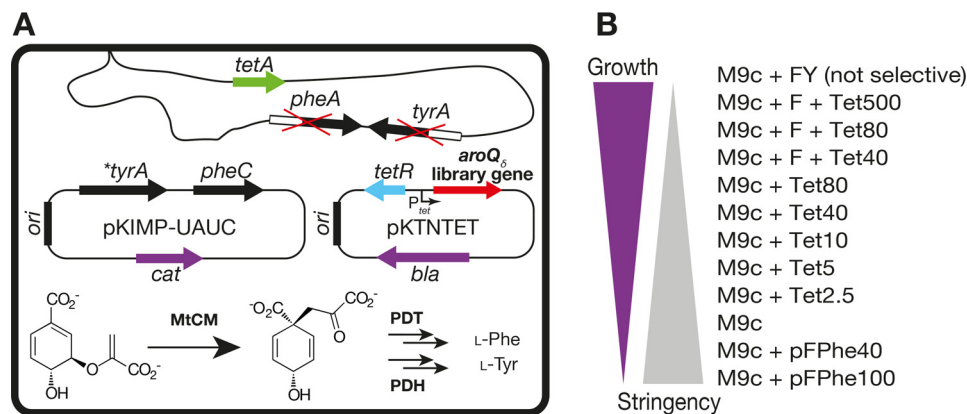 A
tetA
pheA
tyrA
*tyrA
pheC
ori
pKIMP-UAUC
cat
tetR
aroQδ
library gene
Ptet
ori
pKTNTET
bla
CO₂⁻
O
CO₂⁻
OH
MtCM
⁻O₂C
CO₂⁻
O
OH
PDT
L-Phe
L-Tyr
PDH
B
Growth
Stringency
M9c + FY (not selective)
M9c + F + Tet500
M9c + F + Tet80
M9c + F + Tet40
M9c + Tet80
M9c + Tet40
M9c + Tet10
M9c + Tet5
M9c + Tet2.5
M9c
M9c + pFPhe40
M9c + pFPhe100